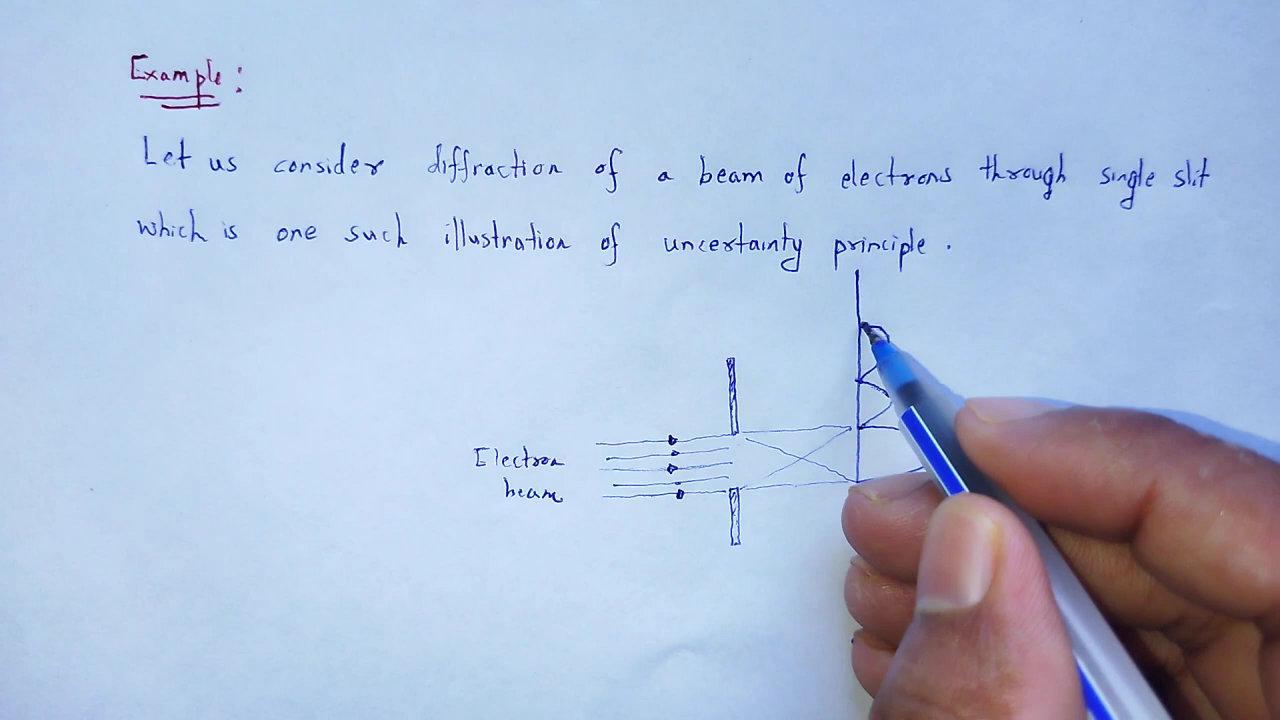 Example:
Let us consider diffraction of a beam of electrons through single slit
which is one such illustration of uncertainty principle.
Electron
beam